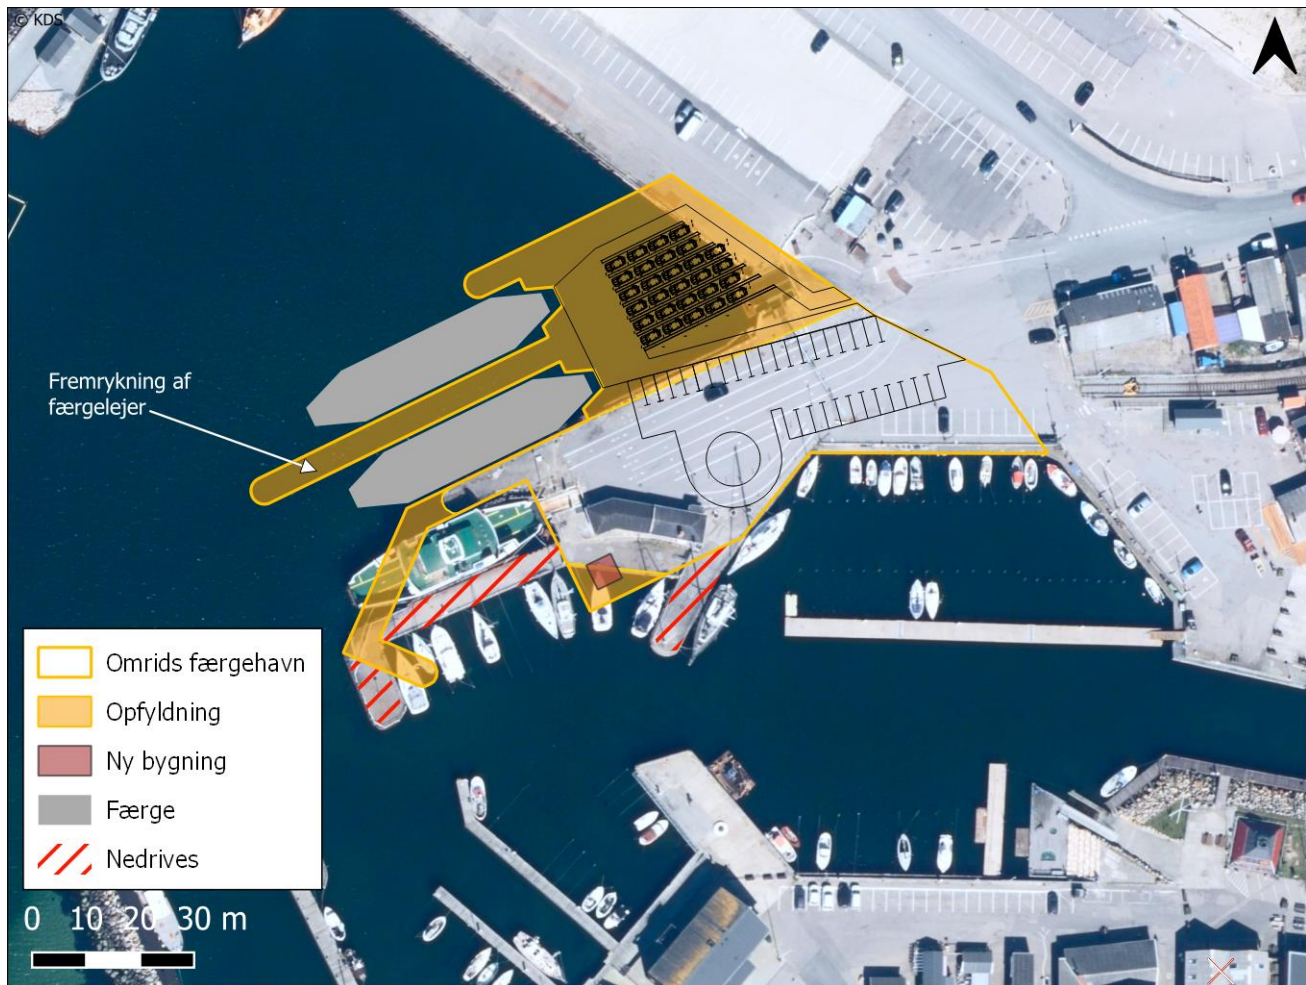 © KDS
Fremrykning af
færgelejer
Omrids færgehavn
Opfyldning
Ny bygning
Færge
Nedrives
0 10 20 30 m